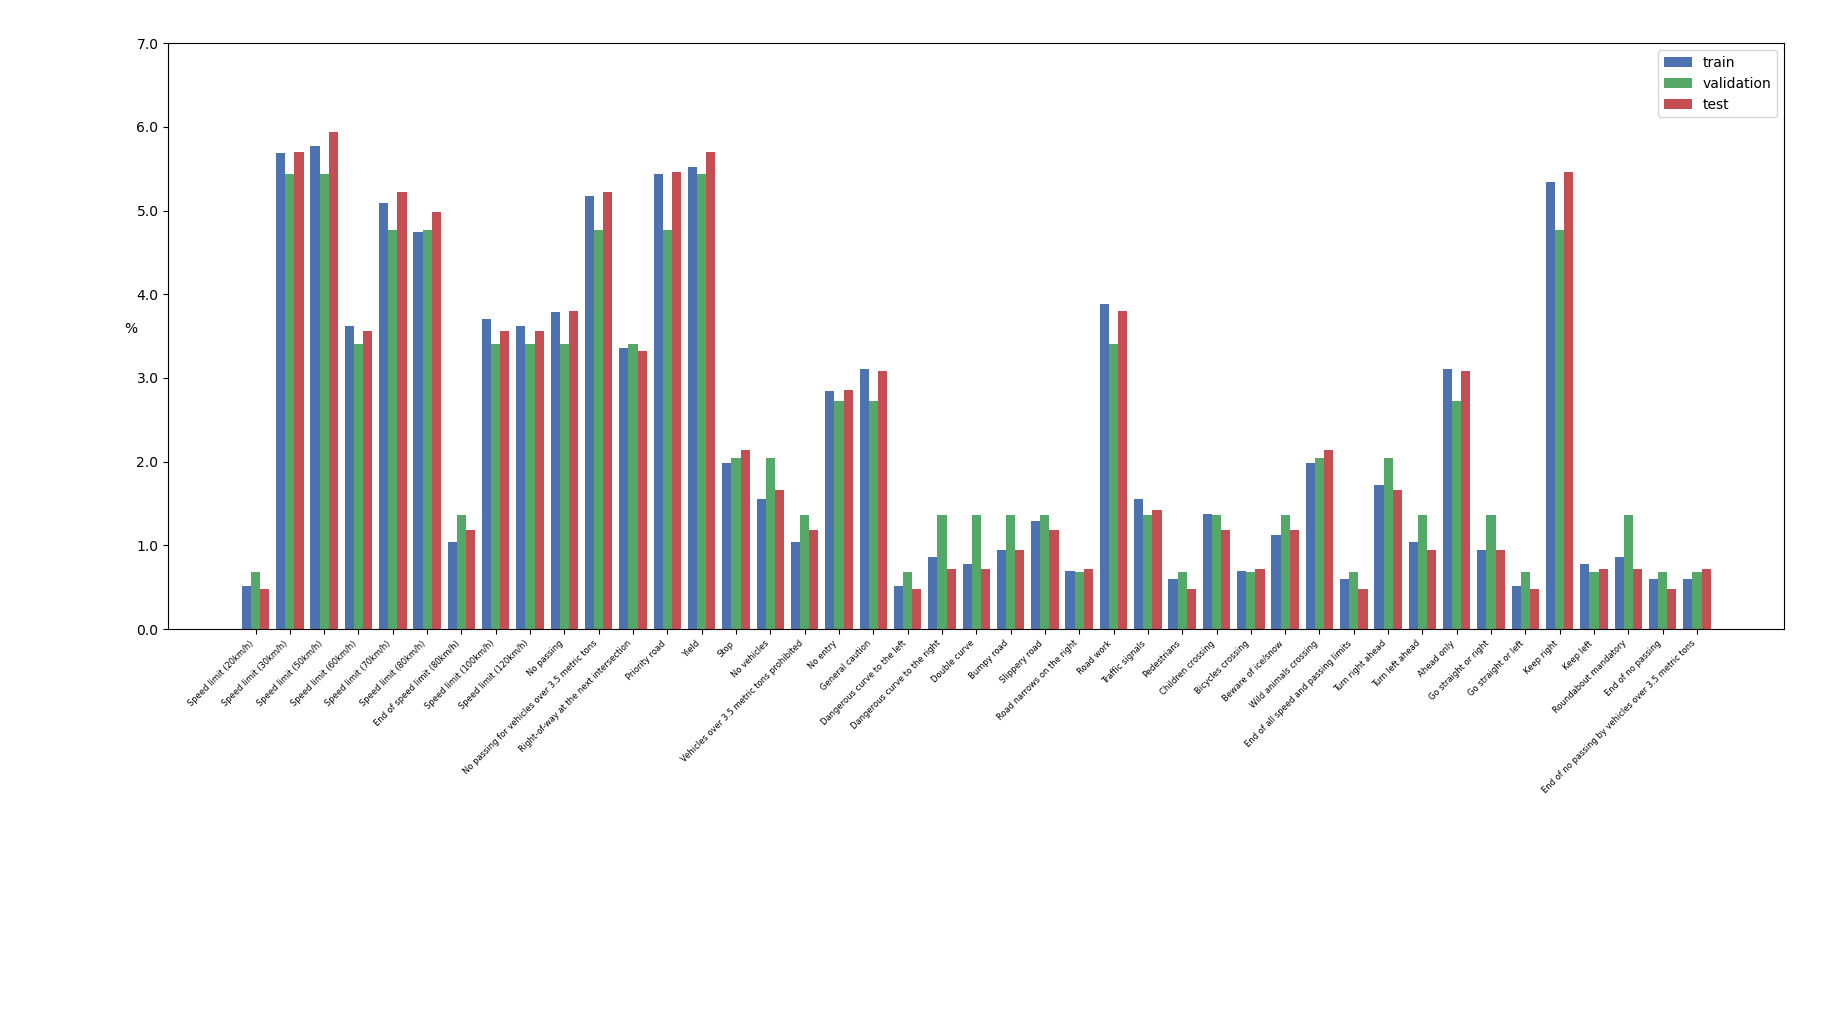 7.0
6.0
5.0
4.0
3.0
2.0
1.0
0.0
%
train
validation
test
Speed limit (20km/h)
Speed limit (30km/h)
Speed limit (50km/h)
Speed limit (60km/h)
Speed limit (70km/h)
Speed limit (80km/h)
End of speed limit (80km/h)
Speed limit (100km/h)
Speed limit (120km/h)
No passing
No passing for vehicles over 3.5 metric tons
Right-of-way at the next intersection
Priority road
Yield
Stop
No vehicles
Vehicles over 3.5 metric tons prohibited
No entry
General caution
Dangerous curve to the left
Dangerous curve to the right
Double curve
Bumpy road
Slippery road
Road narrows on the right
Road work
Traffic signals
Pedestrians
Children crossing
Bicycles crossing
Beware of ice/snow
Wild animals crossing
End of all speed and passing limits
Turn right ahead
Turn left ahead
Ahead only
Go straight or right
Go straight or left
Keep right
Keep left
Roundabout mandatory
End of no passing
End of no passing by vehicles over 3.5 metric tons